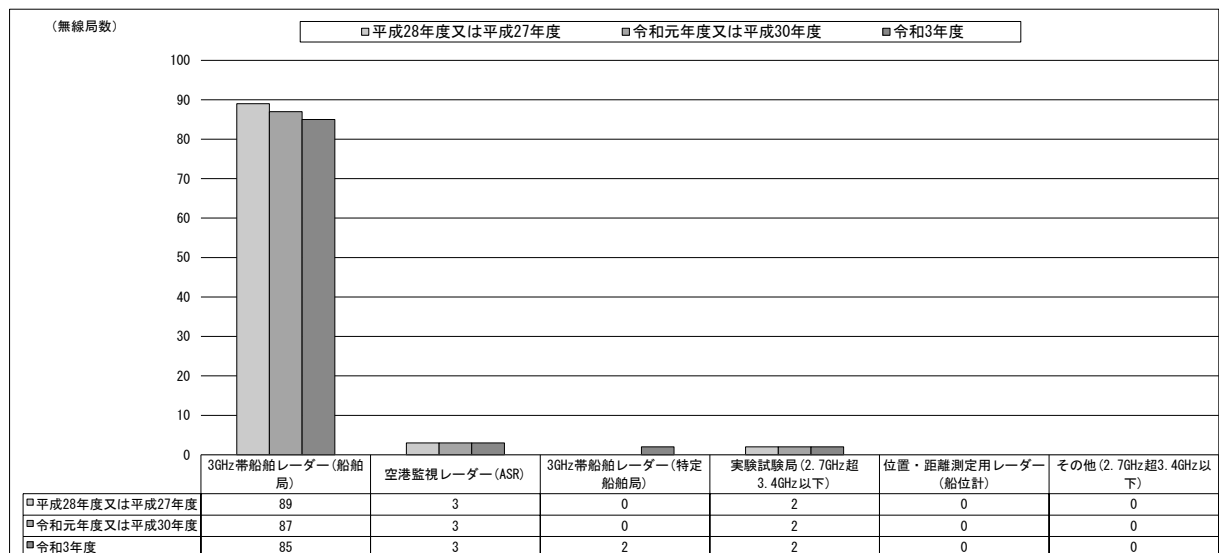 (無線局数)
□平成28年度又は平成27年度 ■令和元年度又は平成30年度 ■令和3年度
100
90
80
70
60
50
40
30
20
10
0
3GHz帯船舶レーダー(船舶
局)
空港監視レーダー(ASR)
3GHz帯船舶レーダー(特定
船舶局)
実験試験局(2.7GHz超
3.4GHz以下)
位置・距離測定用レーダー
(船位計)
その他(2.7GHz超3.4GHz以
下)
□平成28年度又は平成27年度 89 3 0 2 0 0
■令和元年度又は平成30年度 87 3 0 2 0 0
■令和3年度 85 3 2 2 0 0